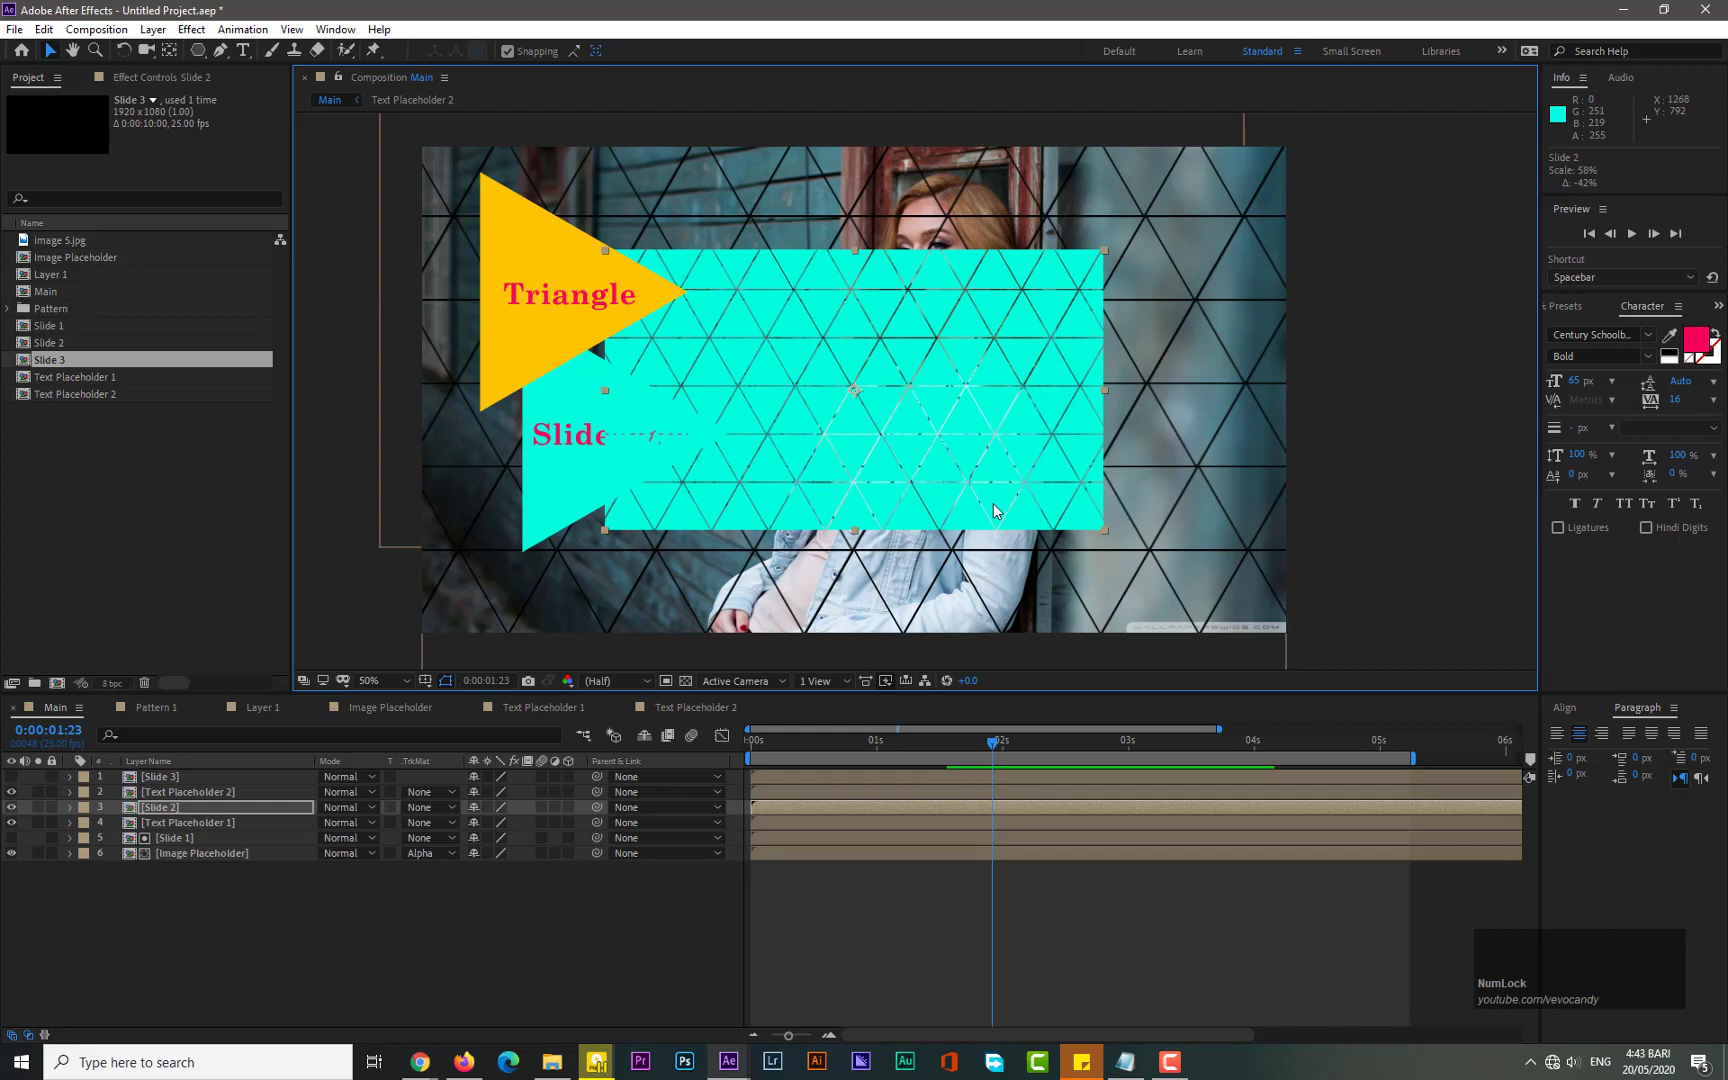 Adobe After Effects - Untitled Project.aep *
File Edit Composition Layer Effect Animation View Window Help
Snapping
Default Learn Standard Small Screen Libraries Search Help
Project Effect Controls Slide 2
Slide 3 , used 1 time
1920 x 1080 (1.00)
Δ 0:00:10:00, 25.00 fps
Name
image 5.jpg
Image Placeholder
Layer 1
Main
Pattern
Slide 1
Slide 2
Slide 3
Text Placeholder 1
Text Placeholder 2
8 bpc
Composition Main
Main Text Placeholder 2
Triangle
Slide
WALLPAPERSWIDE.COM
50% 0:00:01:23 (Half) Active Camera 1 View +0.0
Info Audio
R: 0
G: 251
B: 219
A: 255
X: 1268
Y: 792
Slide 2
Scale: 58%
Δ: -42%
Preview
Shortcut
Spacebar
Presets Character
Century Schoolb...
Bold
65 px Auto
Metrics 16
- px
100 % 100 %
0 px 0 %
Ligatures Hindi Digits
Main Pattern 1 Layer 1 Image Placeholder Text Placeholder 1 Text Placeholder 2
0:00:01:23
00048 (25.00 fps)
# Layer Name Mode T .TrkMat Parent & Link
1 [Slide 3] Normal None
2 [Text Placeholder 2] Normal None None
3 [Slide 2] Normal None None
4 [Text Placeholder 1] Normal None None
5 [Slide 1] Normal None None
6 [Image Placeholder] Normal Alpha None
:00s 01s 02s 03s 04s 05s 06s
Align Paragraph
0 px 0 px 0 px
0 px 0 px
NumLock
youtube.com/vevocandy
Type here to search
ENG
4:43 BARI
20/05/2020
5